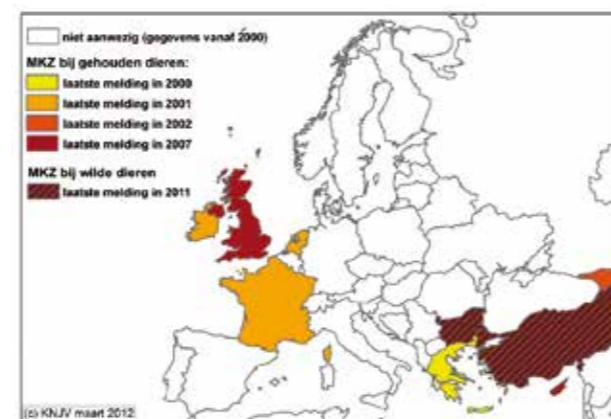 niet aanwezig (gegevens vanaf 2000)
MKZ bij gehouden dieren:
laatste melding in 2000
laatste melding in 2001
laatste melding in 2002
laatste melding in 2007
MKZ bij wilde dieren
laatste melding in 2011
(c) KNJV maart 2012